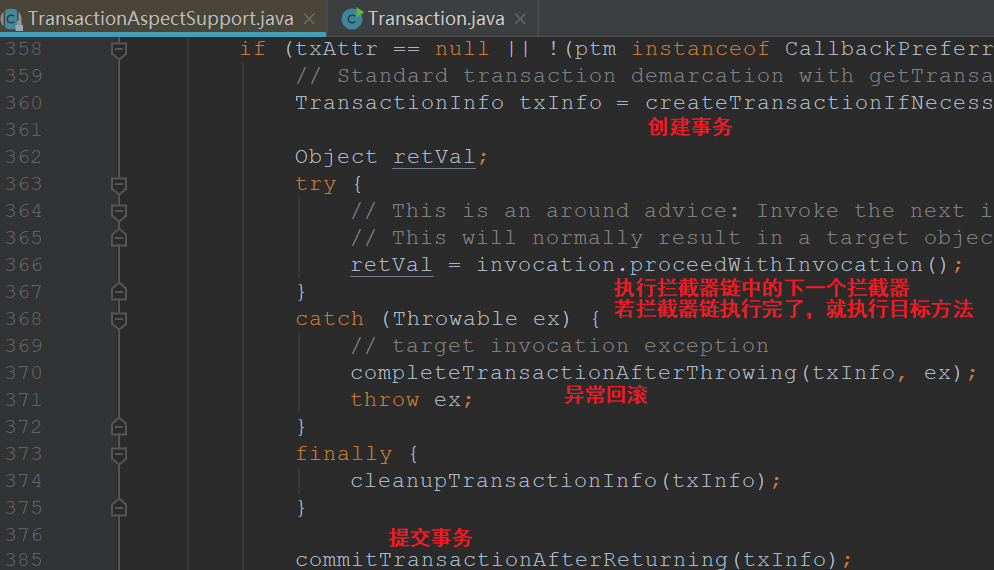 TransactionAspectSupport.java × Transaction.java ×
358 if (txAttr == null || !(ptm instanceof CallbackPreferr
359 // Standard transaction demarcation with getTransa
360 TransactionInfo txInfo = createTransactionIfNecess
361 创建事务
362 Object retVal;
363 try {
364 // This is an around advice: Invoke the next i
365 // This will normally result in a target objec
366 retVal = invocation.proceedWithInvocation();
367 } 执行拦截器链中的下一个拦截器
若拦截器链执行完了，就执行目标方法
368 catch (Throwable ex) {
369 // target invocation exception
370 completeTransactionAfterThrowing(txInfo, ex);
371 throw ex; 异常回滚
372 }
373 finally {
374 cleanupTransactionInfo(txInfo);
375 }
376 提交事务
385 commitTransactionAfterReturning(txInfo);